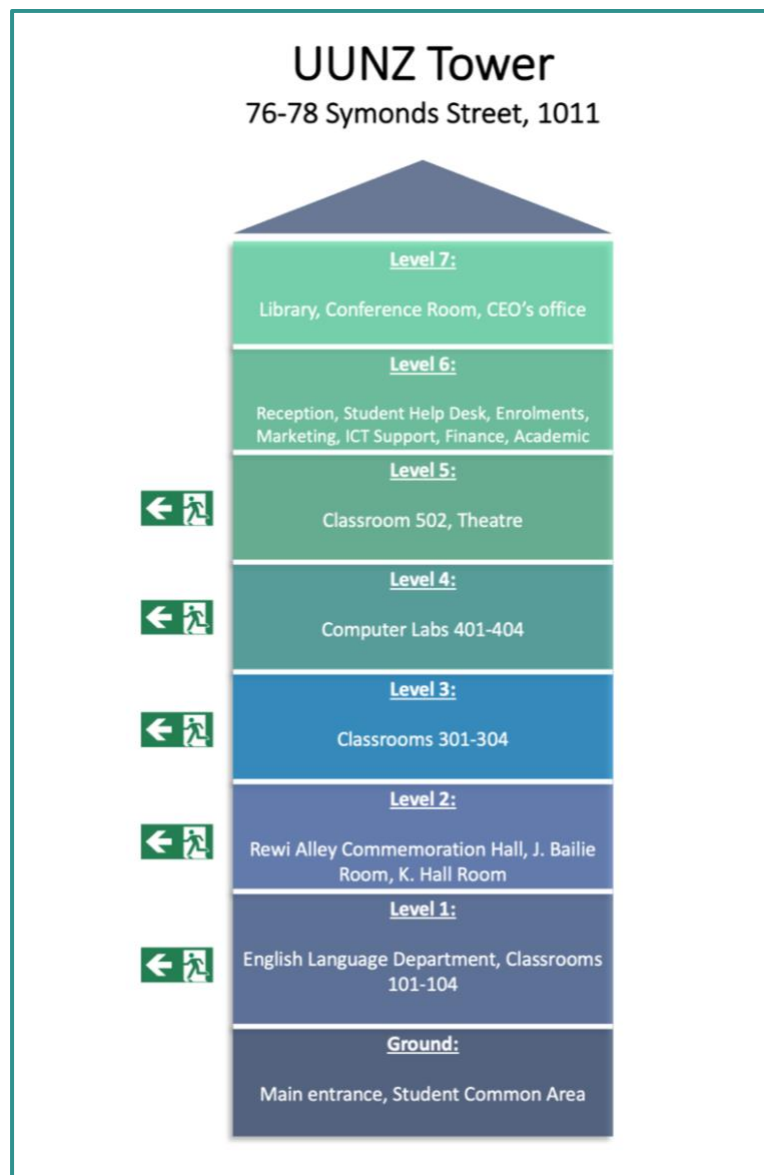 UUNZ Tower
76-78 Symonds Street, 1011
Level 7:
Library, Conference Room, CEO’s office
Level 6:
Reception, Student Help Desk, Enrolments,
Marketing, ICT Support, Finance, Academic
Level 5:
Classroom 502, Theatre
Level 4:
Computer Labs 401-404
Level 3:
Classrooms 301-304
Level 2:
Rewi Alley Commemoration Hall, J. Bailie
Room, K. Hall Room
Level 1:
English Language Department, Classrooms
101-104
Ground:
Main entrance, Student Common Area